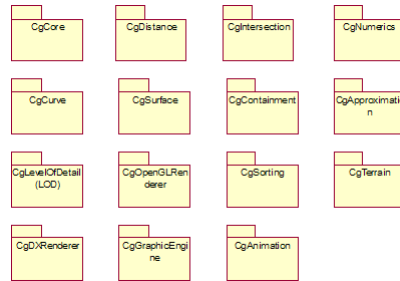 CgCore
CgDistance
CgIntersection
CgNumerics
CgCurve
CgSurface
CgContainment
CgApproximatio
n
CgLevelOfDetail
(LOD)
CgOpenGLRen
derer
CgSorting
CgTerrain
CgDXRenderer
CgGraphicEngi
ne
CgAnimation